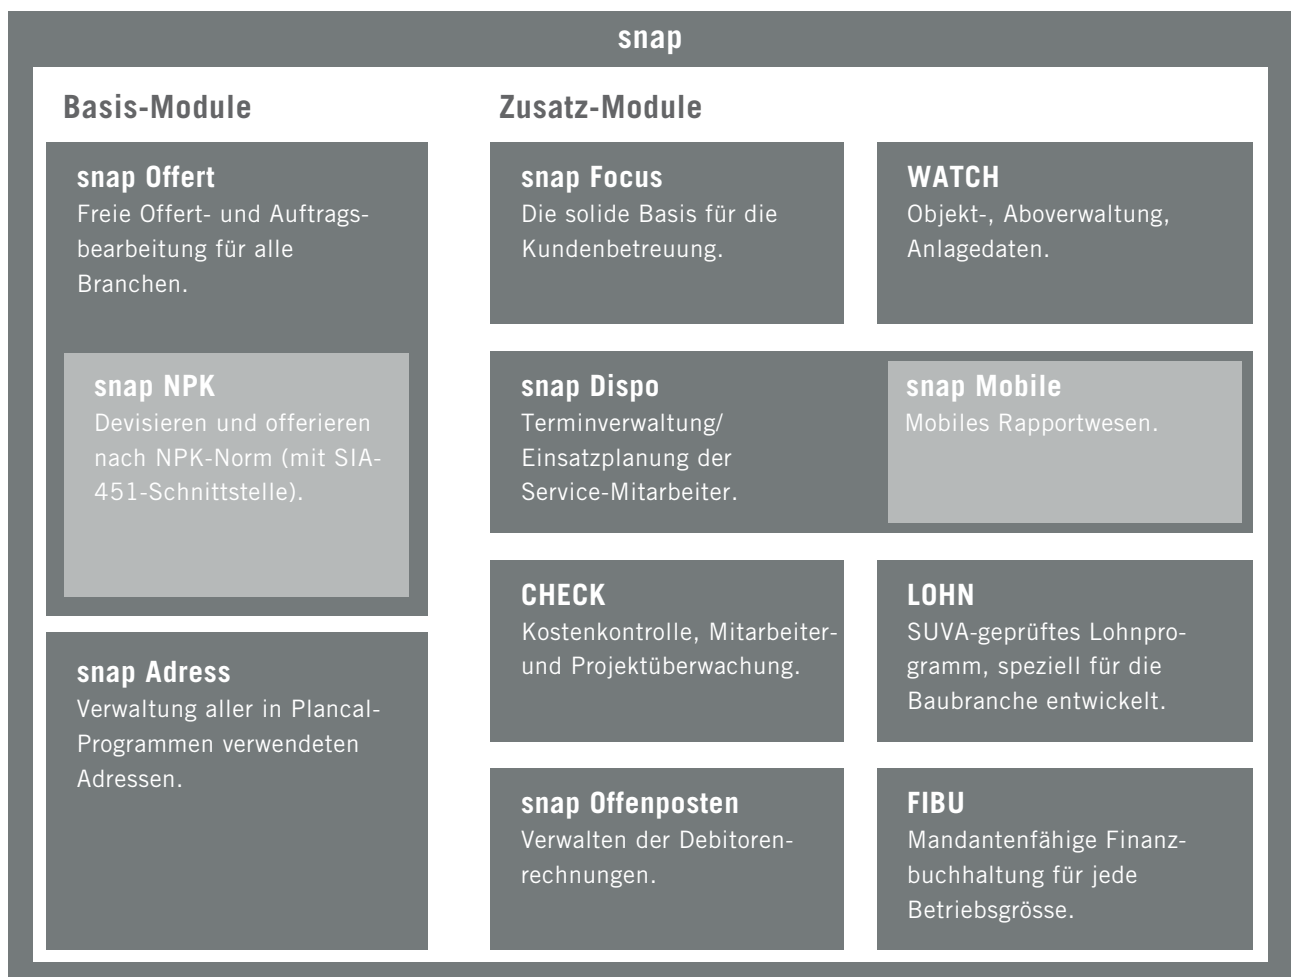 snap
Basis-Module
snap Offert
Freie Offert- und Auftrags-
bearbeitung für alle
Branchen.
snap NPK
Devisieren und offerieren
nach NPK-Norm (mit SIA-
451-Schnittstelle).
snap Adress
Verwaltung aller in Plancal-
Programmen verwendeten
Adressen.
Zusatz-Module
snap Focus
Die solide Basis für die
Kundenbetreuung.
WATCH
Objekt-, Aboverwaltung,
Anlagedaten.
snap Dispo
Terminverwaltung/
Einsatzplanung der
Service-Mitarbeiter.
snap Mobile
Mobiles Rapportwesen.
CHECK
Kostenkontrolle, Mitarbeiter-
und Projektüberwachung.
LOHN
SUVA-geprüftes Lohnpro-
gramm, speziell für die
Baubranche entwickelt.
snap Offenposten
Verwalten der Debitoren-
rechnungen.
FIBU
Mandantenfähige Finanz-
buchhaltung für jede
Betriebsgrösse.